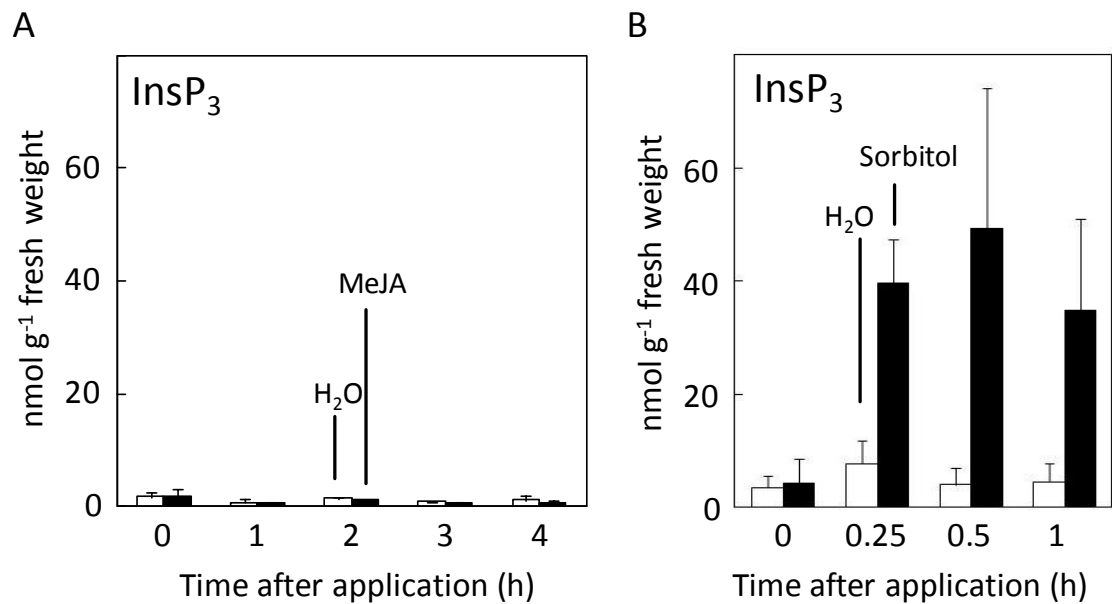 A
InsP₃
nmol g⁻¹ fresh weight
60
40
20
0
MeJA
H₂O
0 1 2 3 4
Time after application (h)
B
InsP₃
nmol g⁻¹ fresh weight
60
40
20
0
Sorbitol
H₂O
0 0.25 0.5 1
Time after application (h)